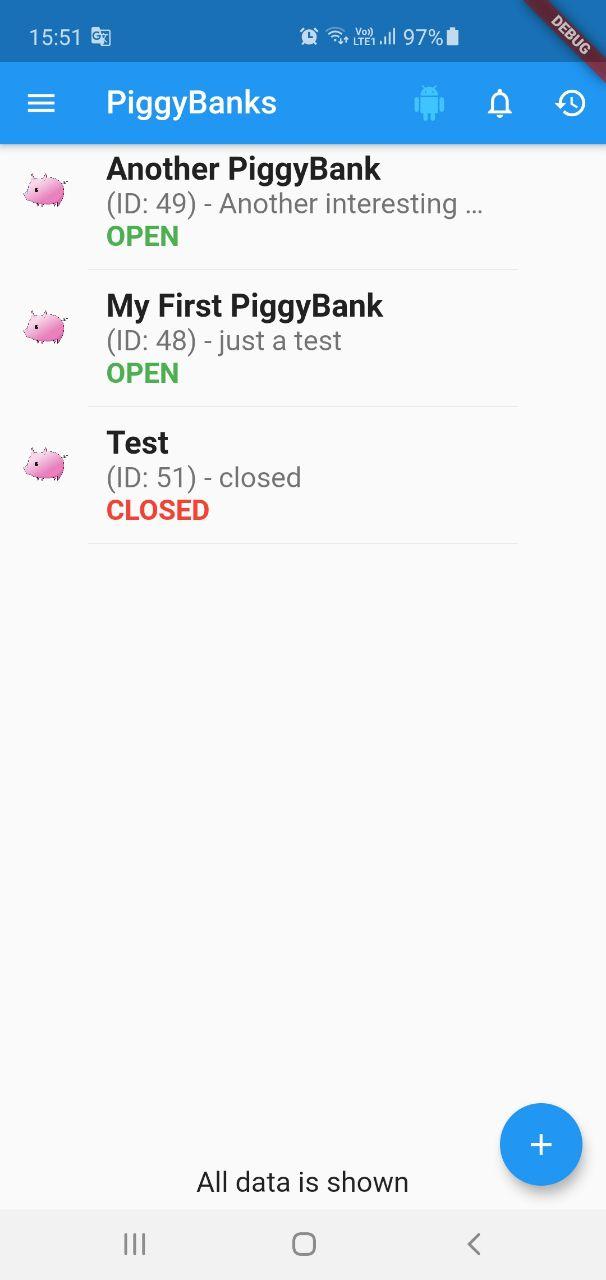 15:51 Vo)) LTE1 97%
DEBUG
PiggyBanks
Another PiggyBank
(ID: 49) - Another interesting ...
OPEN
My First PiggyBank
(ID: 48) - just a test
OPEN
Test
(ID: 51) - closed
CLOSED
All data is shown